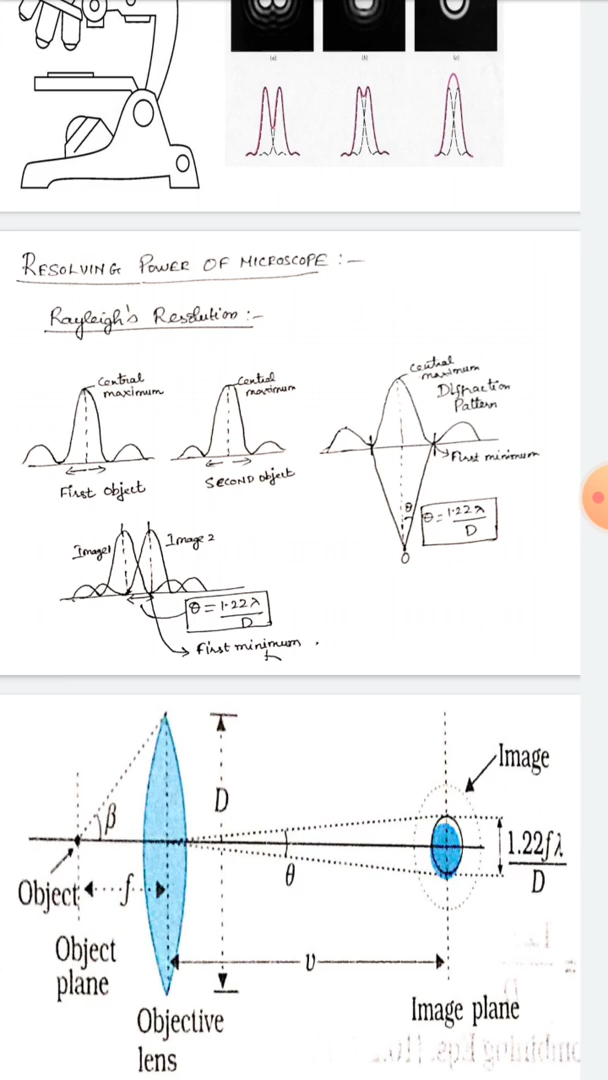 (a) (b) (c)
RESOLVING POWER OF MICROSCOPE :-
Rayleigh's Resolution :-
Central
maximum
First object
Central
maximum
SECOND object
Central
maximum
Diffraction
Pattern
First minimum
θ
θ = 1.22λ
D
O
Image1
Image 2
θ = 1.22λ
D
First minimum .
Image
D
β
1.22fλ
D
θ
Object
f
Object
plane
υ
Objective
lens
Image plane